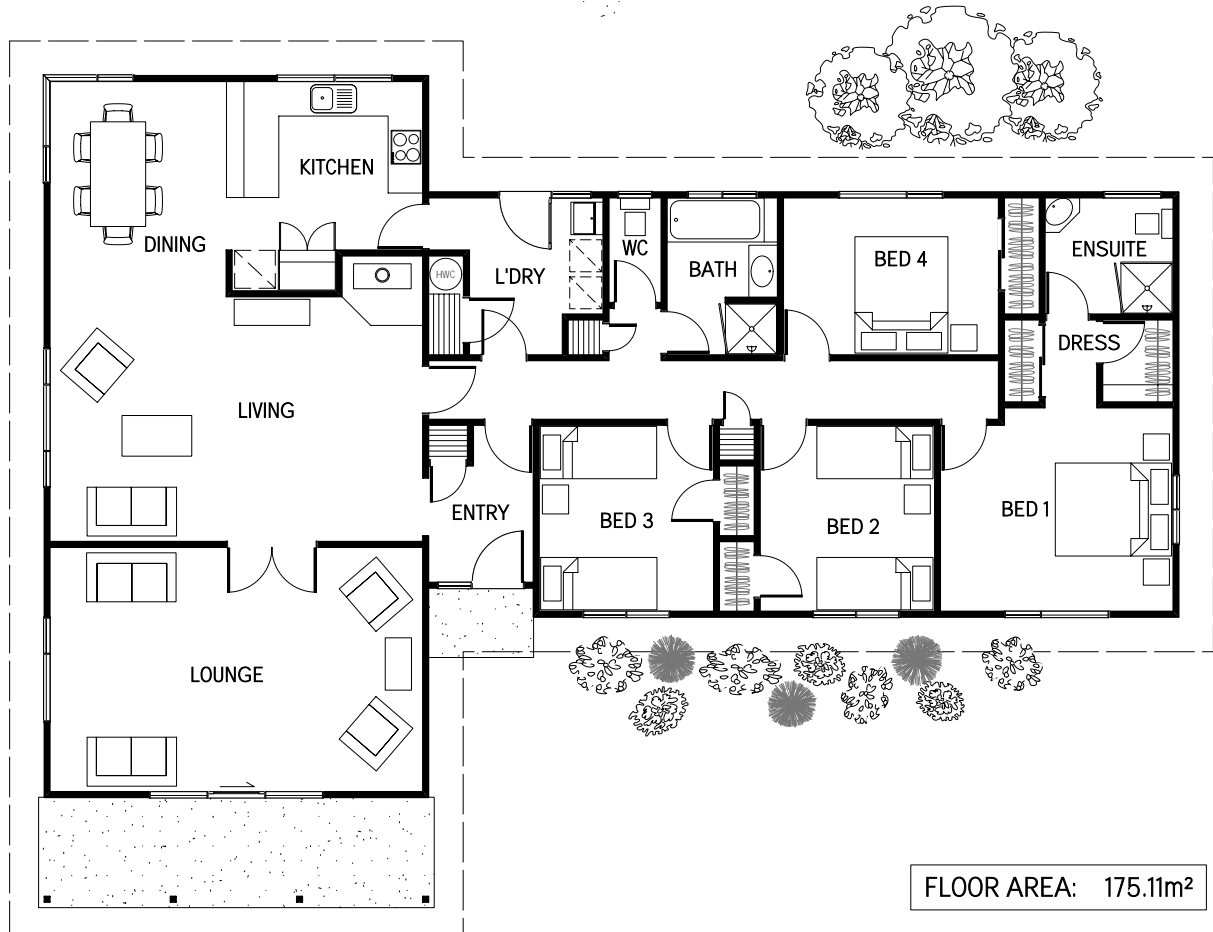 KITCHEN
DINING
WC
ENSUITE
BED 4
BATH
L'DRY
HWC
DRESS
LIVING
ENTRY
BED 3
BED 2
BED 1
LOUNGE
FLOOR AREA: 175.11m²